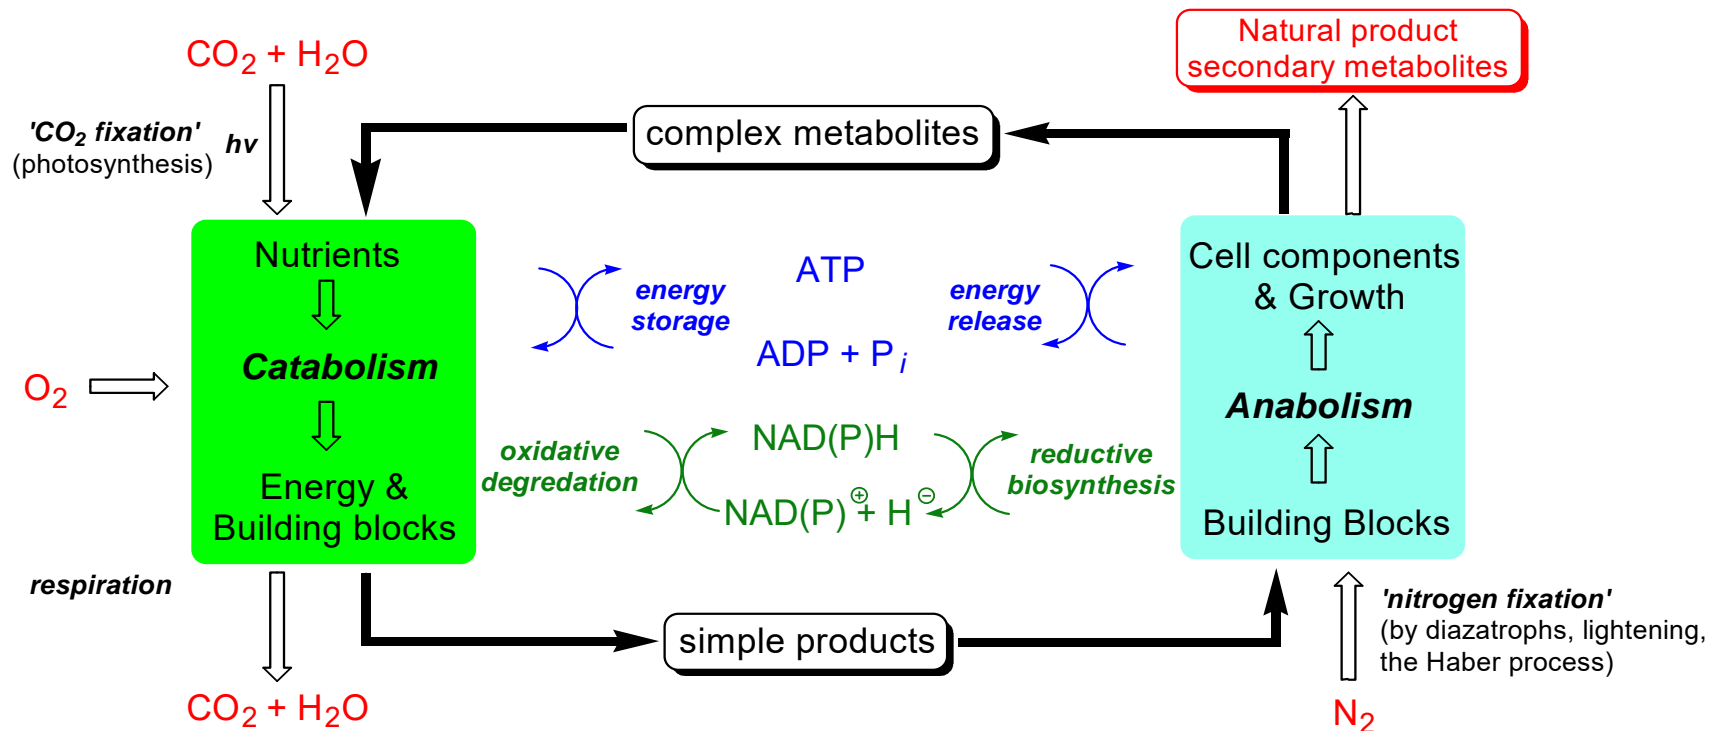 CO2 + H2O
'CO2 fixation'
(photosynthesis)
hv
Natural product
secondary metabolites
complex metabolites
Nutrients
Catabolism
Energy &
Building blocks
O2
energy
storage
ATP
ADP + Pi
energy
release
oxidative
degredation
NAD(P)H
NAD(P)⊕ + H⊖
reductive
biosynthesis
Cell components
& Growth
Anabolism
Building Blocks
respiration
simple products
'nitrogen fixation'
(by diazatrophs, lightening,
the Haber process)
CO2 + H2O
N2